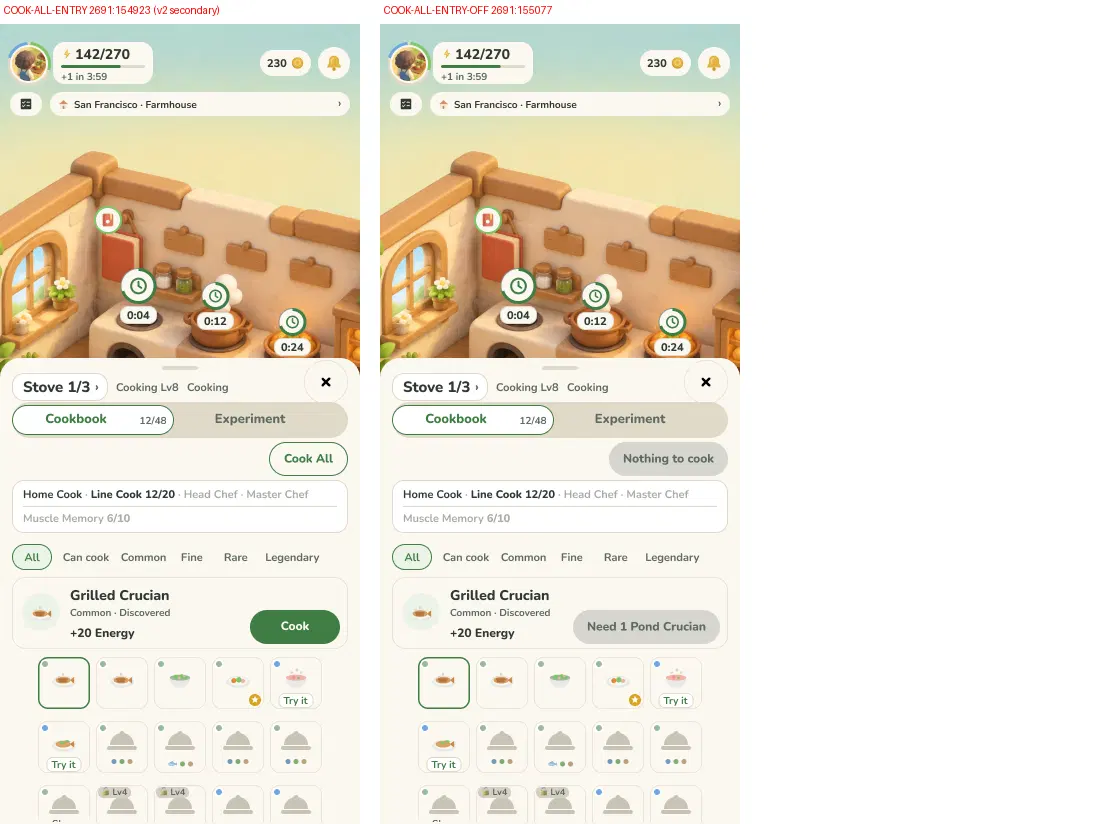 COOK-ALL-ENTRY 2691:154923 (v2 secondary)
142/270
+1 in 3:59
230
San Francisco · Farmhouse ›
0:04
0:12
0:24
Stove 1/3 › Cooking Lv8 Cooking
Cookbook 12/48 Experiment
Cook All
Home Cook · Line Cook 12/20 · Head Chef · Master Chef
Muscle Memory 6/10
All Can cook Common Fine Rare Legendary
Grilled Crucian
Common · Discovered
+20 Energy
Cook
Try it
Try it
Lv4 Lv4
COOK-ALL-ENTRY-OFF 2691:155077
142/270
+1 in 3:59
230
San Francisco · Farmhouse ›
0:04
0:12
0:24
Stove 1/3 › Cooking Lv8 Cooking
Cookbook 12/48 Experiment
Nothing to cook
Home Cook · Line Cook 12/20 · Head Chef · Master Chef
Muscle Memory 6/10
All Can cook Common Fine Rare Legendary
Grilled Crucian
Common · Discovered
+20 Energy
Need 1 Pond Crucian
Try it
Try it
Lv4 Lv4